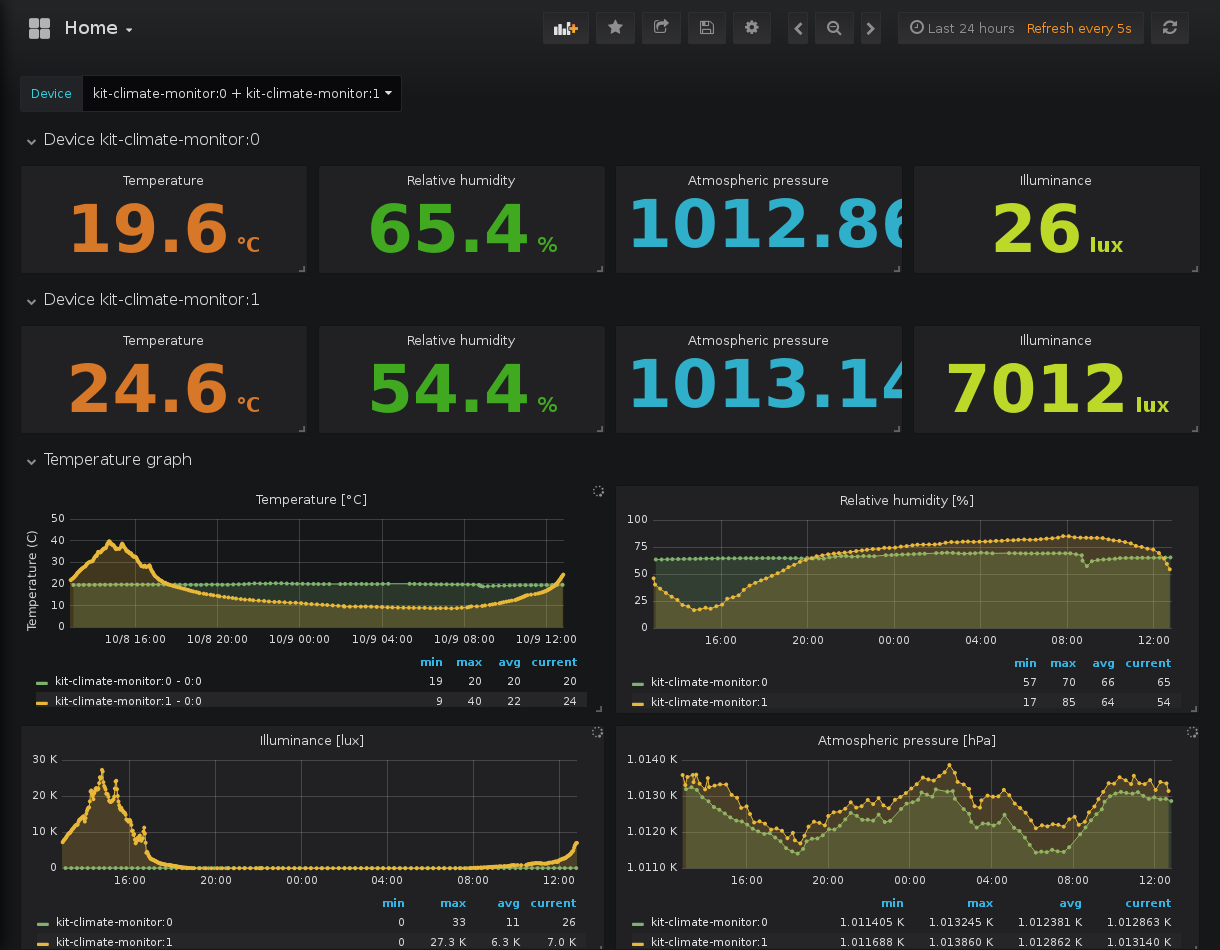 Home
Last 24 hours Refresh every 5s
Device kit-climate-monitor:0 + kit-climate-monitor:1
Device kit-climate-monitor:0
Temperature Relative humidity Atmospheric pressure Illuminance
19.6 °C 65.4 % 1012.86 26 lux
Device kit-climate-monitor:1
Temperature Relative humidity Atmospheric pressure Illuminance
24.6 °C 54.4 % 1013.14 7012 lux
Temperature graph
Temperature [°C]
Temperature (C)
50
40
30
20
10
0
10/8 16:00 10/8 20:00 10/9 00:00 10/9 04:00 10/9 08:00 10/9 12:00
min max avg current
kit-climate-monitor:0 - 0:0 19 20 20 20
kit-climate-monitor:1 - 0:0 9 40 22 24
Relative humidity [%]
100
75
50
25
0
16:00 20:00 00:00 04:00 08:00 12:00
min max avg current
kit-climate-monitor:0 57 70 66 65
kit-climate-monitor:1 17 85 64 54
Illuminance [lux]
30 K
20 K
10 K
0
16:00 20:00 00:00 04:00 08:00 12:00
min max avg current
kit-climate-monitor:0 0 33 11 26
kit-climate-monitor:1 0 27.3 K 6.3 K 7.0 K
Atmospheric pressure [hPa]
1.0140 K
1.0130 K
1.0120 K
1.0110 K
16:00 20:00 00:00 04:00 08:00 12:00
min max avg current
kit-climate-monitor:0 1.011405 K 1.013245 K 1.012381 K 1.012863 K
kit-climate-monitor:1 1.011688 K 1.013860 K 1.012862 K 1.013140 K